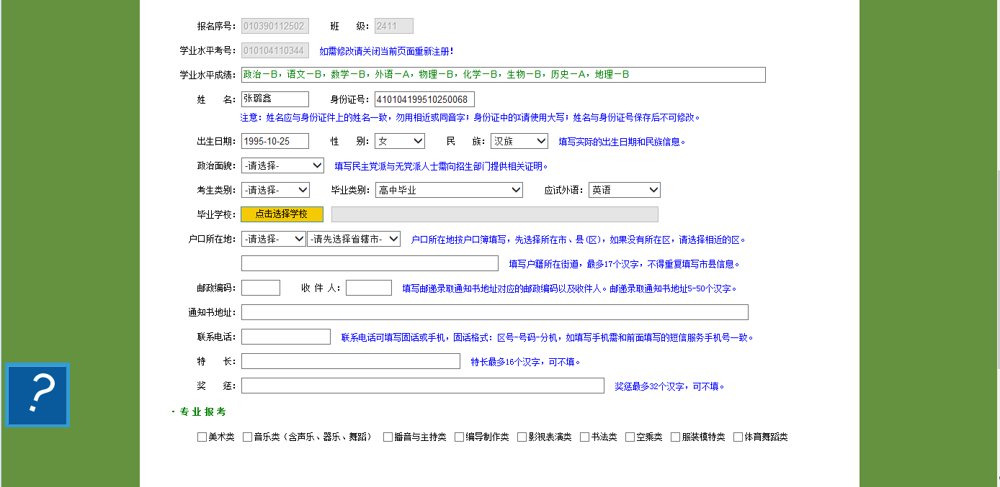 报名序号： 010390112502 班 级： 2411
学业水平考号： 010104110344 如需修改请关闭当前页面重新注册！
学业水平成绩： 政治－B，语文－B，数学－B，外语－A，物理－B，化学－B，生物－B，历史－A，地理－B
姓 名： 张璐鑫 身份证号： 410104199510250068
注意：姓名应与身份证件上的姓名一致，勿用相近或同音字；身份证中的X请使用大写；姓名与身份证号保存后不可修改。
出生日期： 1995-10-25 性 别： 女 民 族： 汉族 填写实际的出生日期和民族信息。
政治面貌： -请选择- 填写民主党派与无党派人士需向招生部门提供相关证明。
考生类别： -请选择- 毕业类别： 高中毕业 应试外语： 英语
毕业学校： 点击选择学校
户口所在地： -请选择- -请先选择省辖市- 户口所在地按户口簿填写，先选择所在市、县(区)，如果没有所在区，请选择相近的区。
填写户籍所在街道，最多17个汉字，不得重复填写市县信息。
邮政编码： 收 件 人： 填写邮递录取通知书地址对应的邮政编码以及收件人。邮递录取通知书地址5-50个汉字。
通知书地址：
联系电话： 联系电话可填写固话或手机，固话格式：区号-号码-分机，如填写手机需和前面填写的短信服务手机号一致。
特 长： 特长最多16个汉字，可不填。
奖 惩： 奖惩最多32个汉字，可不填。
?
· 专业报考
美术类 音乐类（含声乐、器乐、舞蹈） 播音与主持类 编导制作类 影视表演类 书法类 空乘类 服装模特类 体育舞蹈类